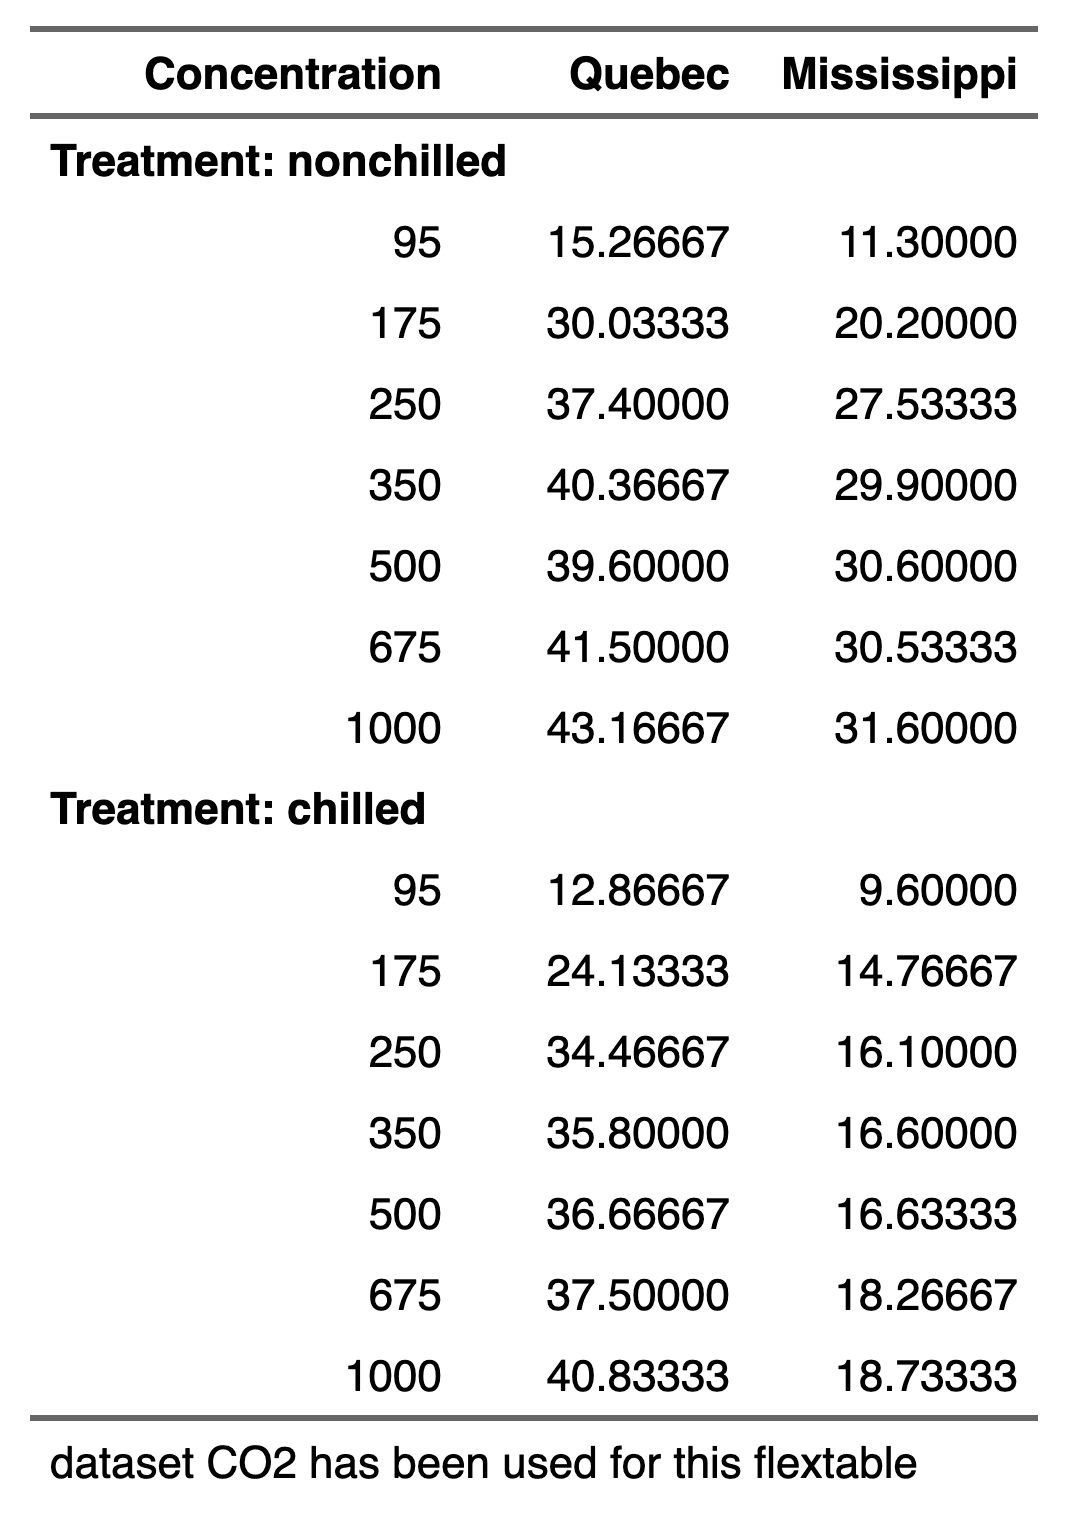 Concentration Quebec Mississippi
Treatment: nonchilled
95 15.26667 11.30000
175 30.03333 20.20000
250 37.40000 27.53333
350 40.36667 29.90000
500 39.60000 30.60000
675 41.50000 30.53333
1000 43.16667 31.60000
Treatment: chilled
95 12.86667 9.60000
175 24.13333 14.76667
250 34.46667 16.10000
350 35.80000 16.60000
500 36.66667 16.63333
675 37.50000 18.26667
1000 40.83333 18.73333
dataset CO2 has been used for this flextable